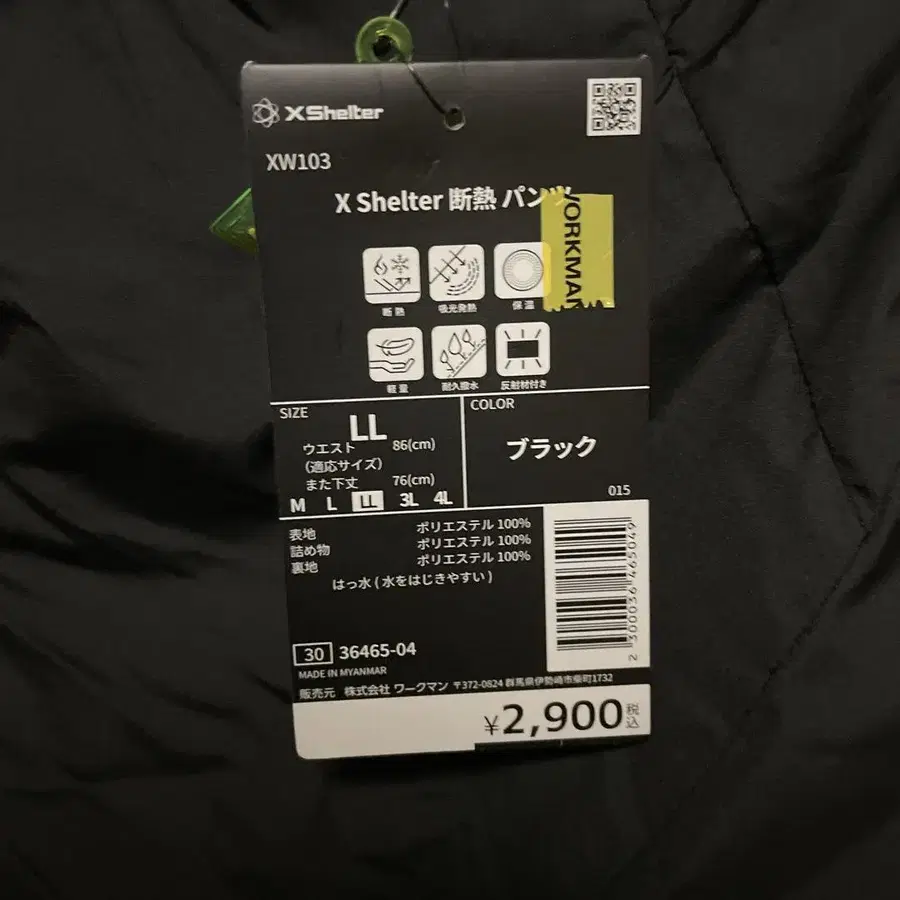 XShelter
XW103
X Shelter 断熱 パンツ
WORKMAN
断熱
吸光発熱
保温
軽量
耐久撥水
反射材付き
SIZE
LL
ウエスト 86(cm)
(適応サイズ)
また下丈 76(cm)
M L LL 3L 4L
COLOR
ブラック
015
表地 ポリエステル 100%
詰め物 ポリエステル 100%
裏地 ポリエステル 100%
はっ水 ( 水をはじきやすい )
2300036465049
30 36465-04
MADE IN MYANMAR
販売元 株式会社 ワークマン 〒372-0824 群馬県伊勢崎市柴町1732
¥2,900税込